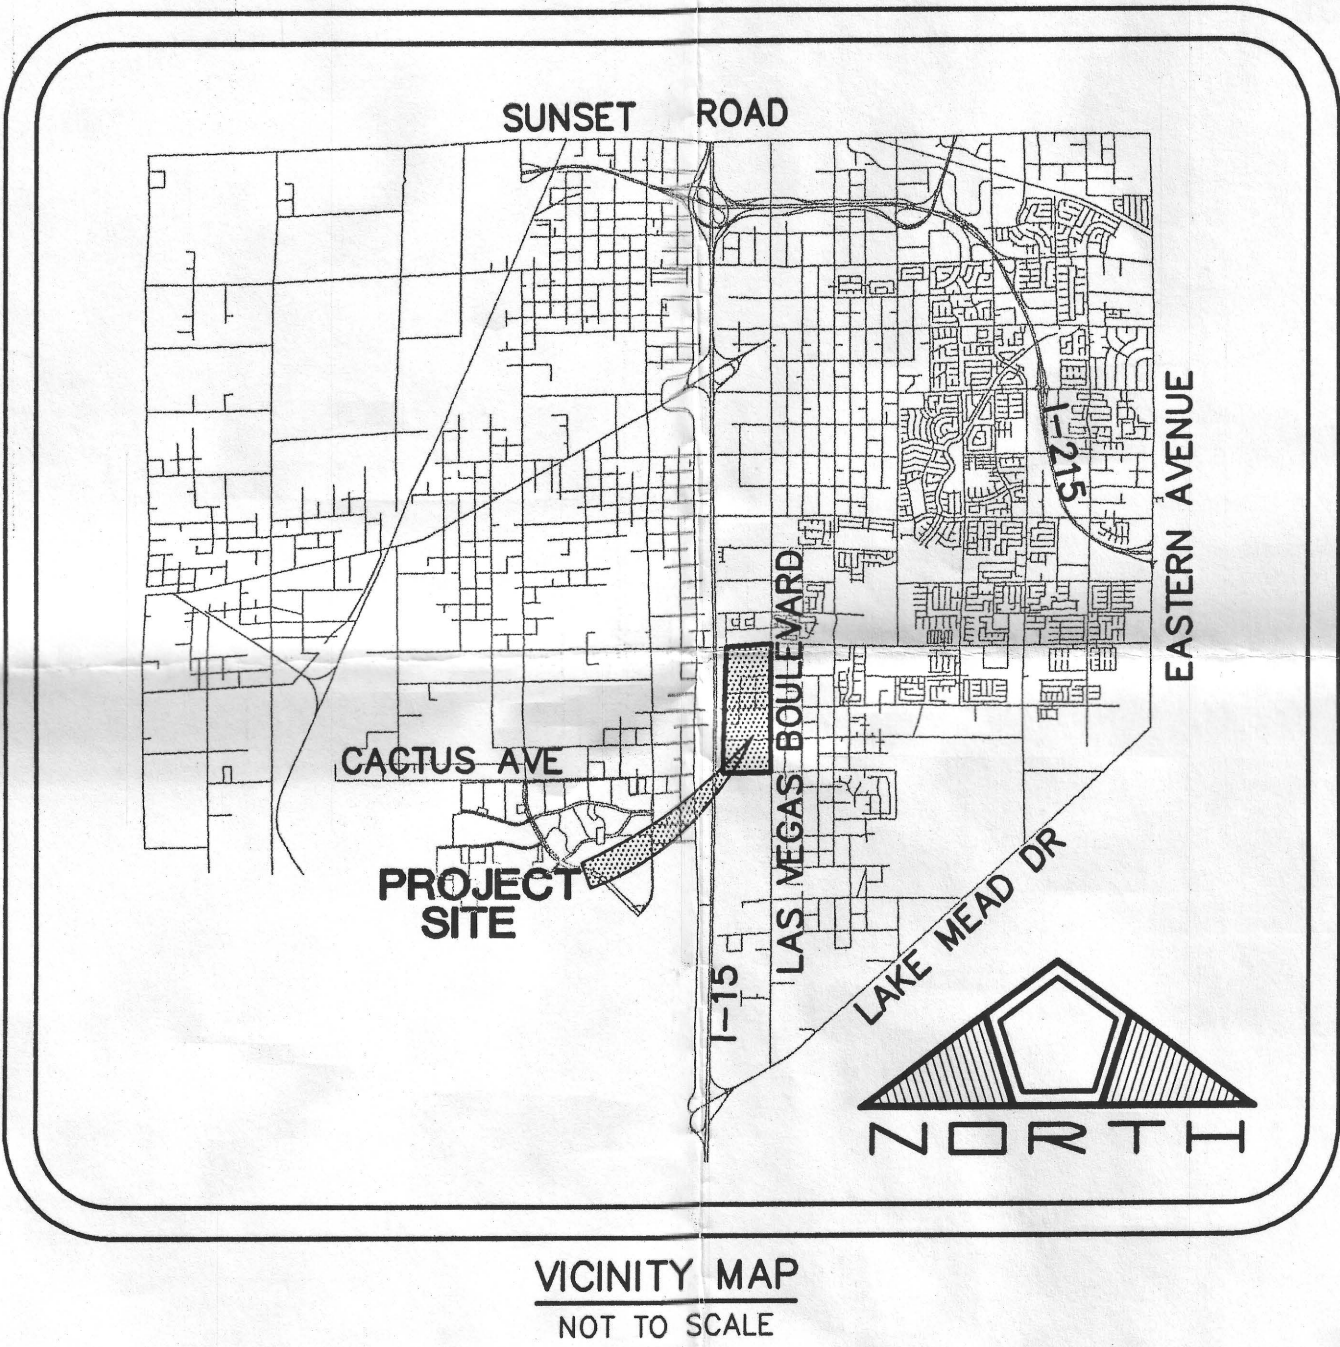 SUNSET ROAD
I-215
EASTERN AVENUE
LAS VEGAS BOULEVARD
CACTUS AVE
PROJECT
SITE
LAKE MEAD DR
I-15
NORTH
VICINITY MAP
NOT TO SCALE